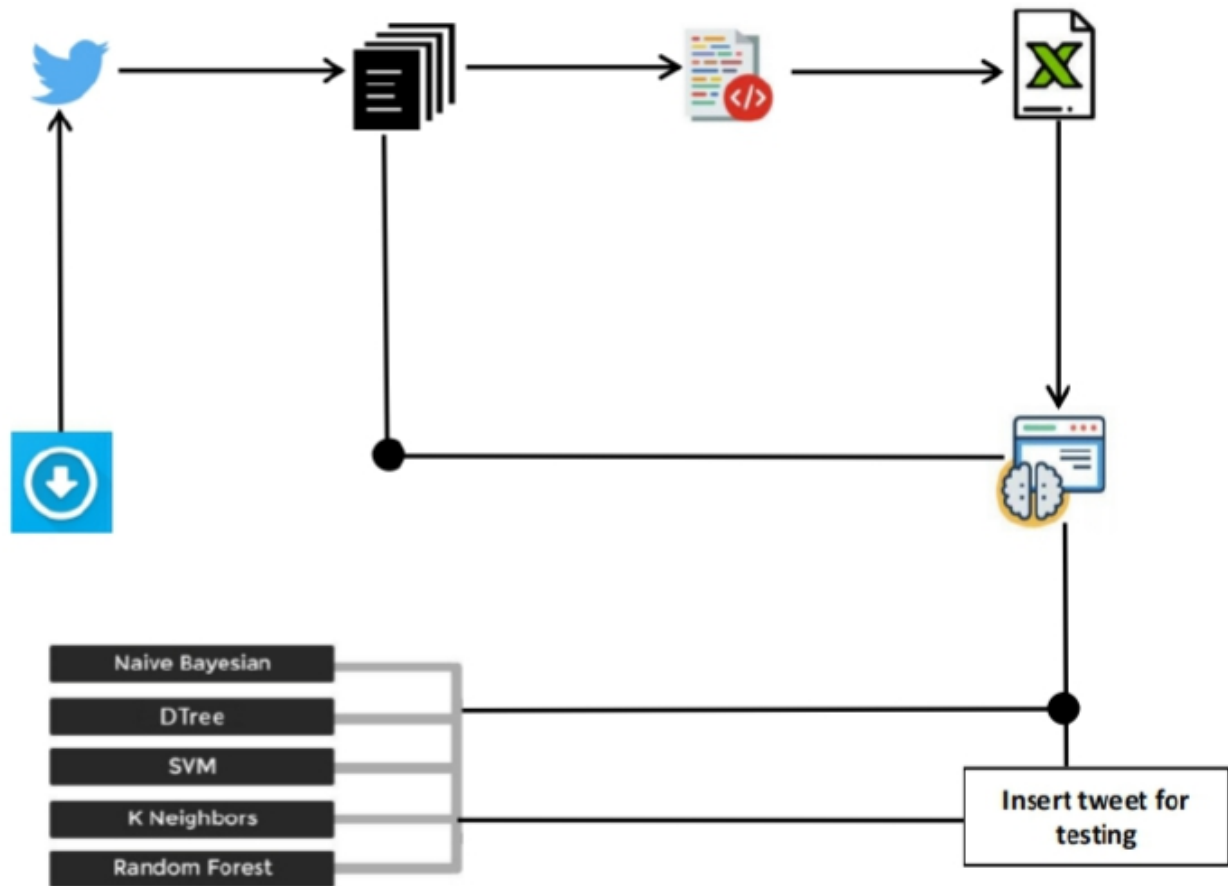 </>
X
Naive Bayesian
DTree
SVM
K Neighbors
Random Forest
Insert tweet for
testing